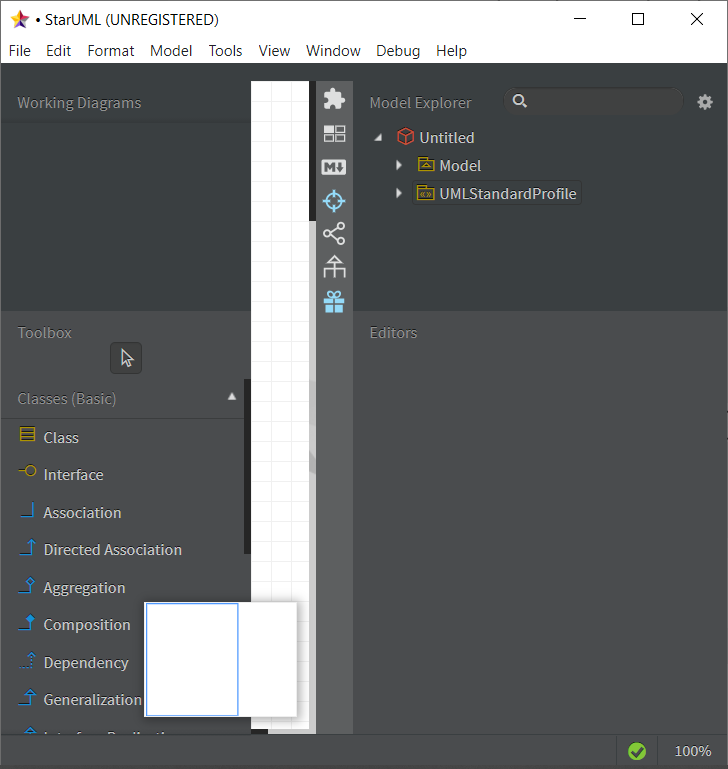 • StarUML (UNREGISTERED)
File Edit Format Model Tools View Window Debug Help
Working Diagrams
Model Explorer
Untitled
M↓
Model
UMLStandardProfile
Toolbox
Editors
Classes (Basic)
Class
Interface
Association
Directed Association
Aggregation
Composition
Dependency
Generalization
100%